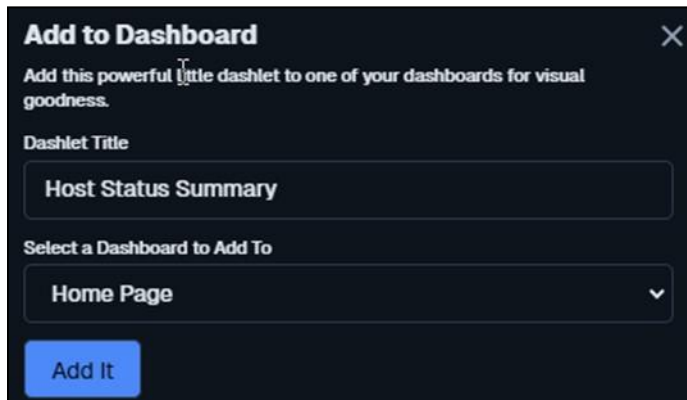 Add to Dashboard
Add this powerful little dashlet to one of your dashboards for visual
goodness.
Dashlet Title
Host Status Summary
Select a Dashboard to Add To
Home Page
Add It